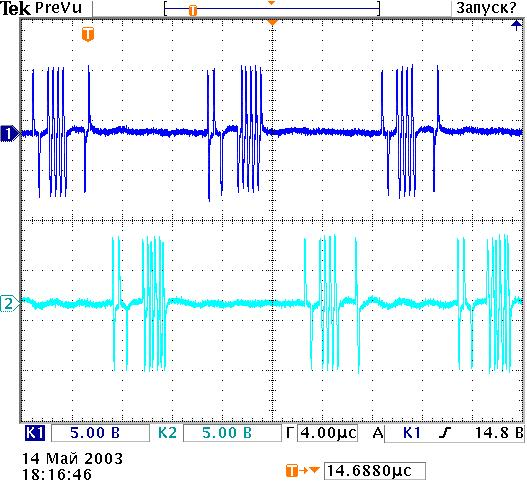 Tek PreVu T Запуск?
T
1
2
К1 5.00 В К2 5.00 В Г 4.00µс А К1 14.8 В
14 Май 2003
18:16:46
T 14.6880µс